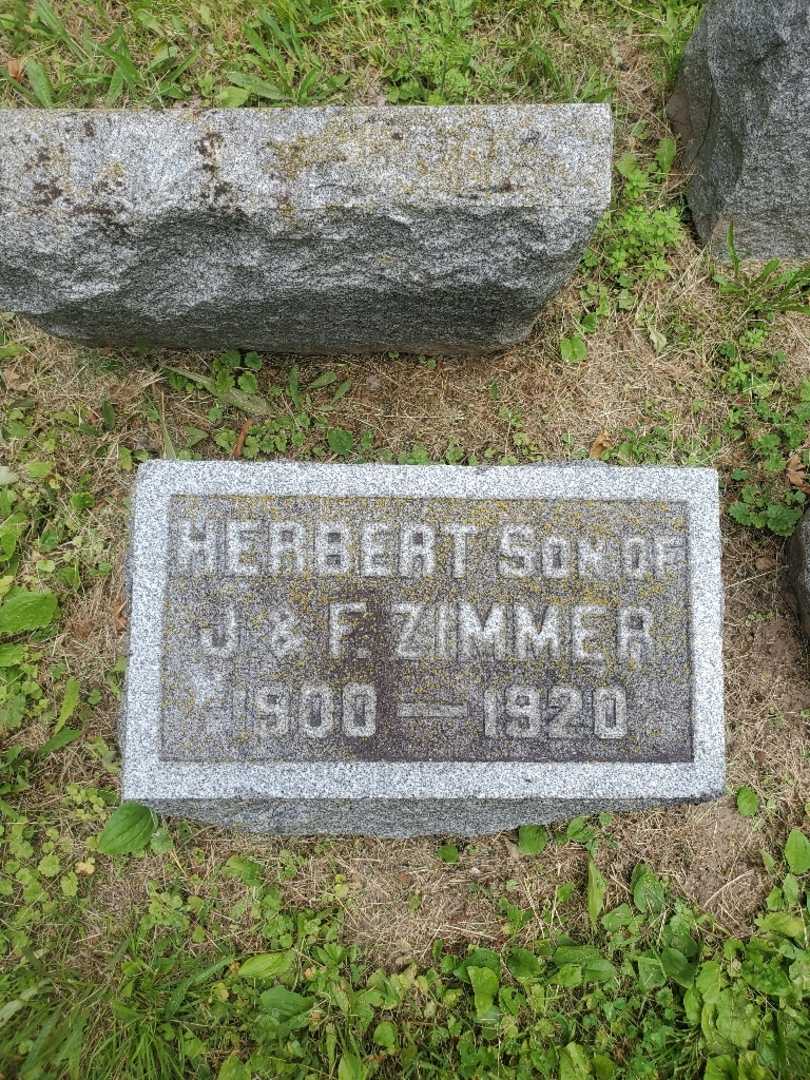 HERBERT SON OF
J & F. ZIMMER
1900 — 1920